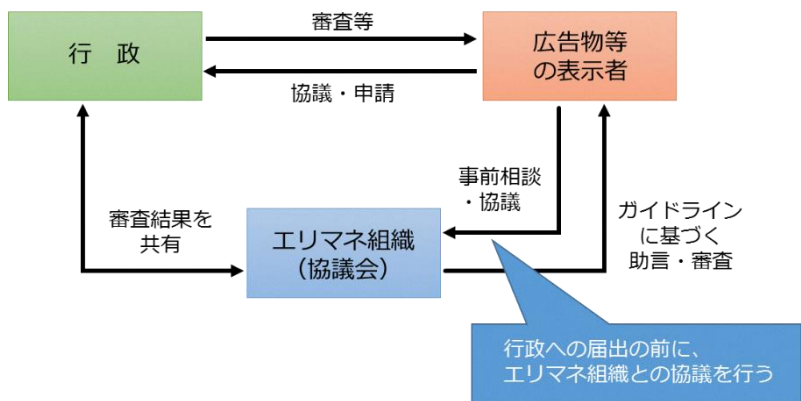 審査等
行　政
広告物等
の表示者
協議・申請
事前相談
・協議
審査結果を
共有
エリマネ組織
（協議会）
ガイドライン
に基づく
助言・審査
行政への届出の前に、
エリマネ組織との協議を行う